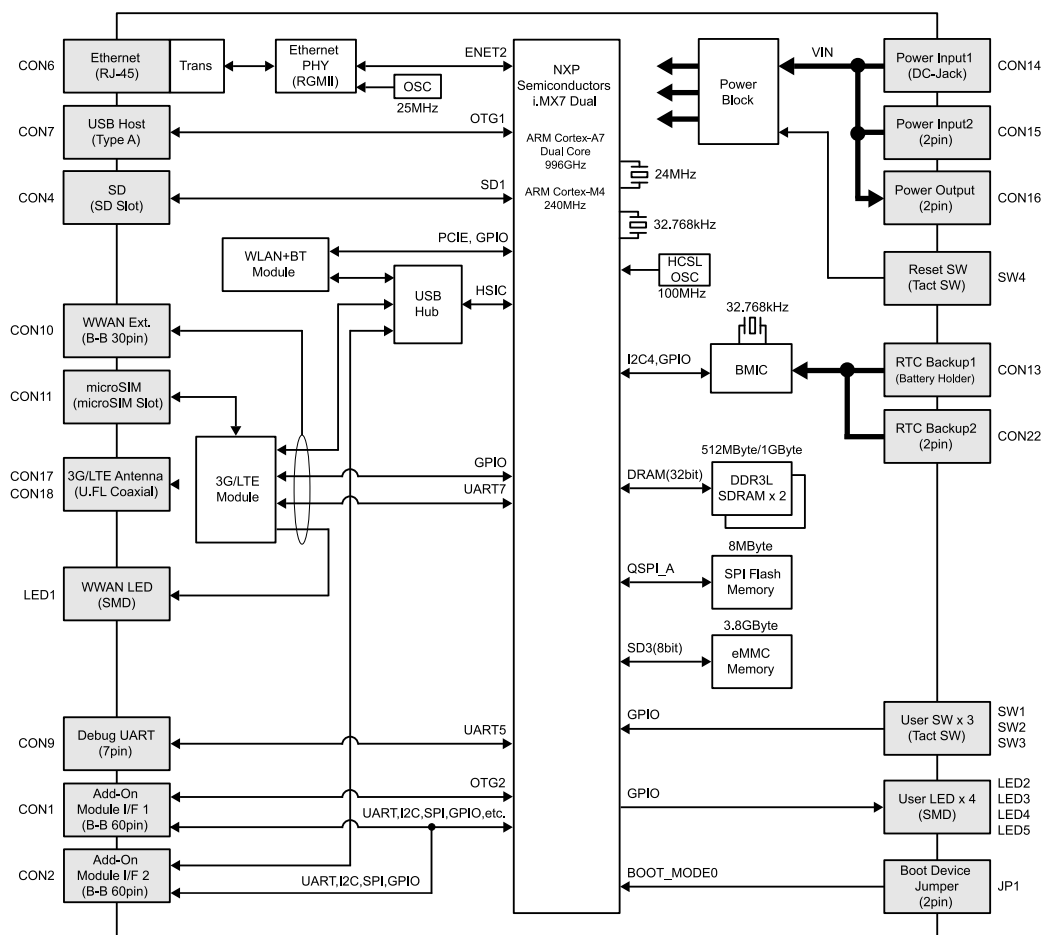 CON6
Ethernet
(RJ-45)
Trans
Ethernet
PHY
(RGMII)
ENET2
OSC
25MHz
CON7
USB Host
(Type A)
OTG1
CON4
SD
(SD Slot)
SD1
WLAN+BT
Module
PCIE, GPIO
USB
Hub
HSIC
CON10
WWAN Ext.
(B-B 30pin)
CON11
microSIM
(microSIM Slot)
CON17
CON18
3G/LTE Antenna
(U.FL Coaxial)
3G/LTE
Module
GPIO
UART7
LED1
WWAN LED
(SMD)
CON9
Debug UART
(7pin)
UART5
CON1
Add-On
Module I/F 1
(B-B 60pin)
OTG2
UART,I2C,SPI,GPIO,etc.
CON2
Add-On
Module I/F 2
(B-B 60pin)
UART,I2C,SPI,GPIO
NXP
Semiconductors
i.MX7 Dual
ARM Cortex-A7
Dual Core
996GHz
ARM Cortex-M4
240MHz
Power
Block
VIN
Power Input1
(DC-Jack)
CON14
Power Input2
(2pin)
CON15
Power Output
(2pin)
CON16
24MHz
32.768kHz
HCSL
OSC
100MHz
Reset SW
(Tact SW)
SW4
32.768kHz
I2C4,GPIO
BMIC
RTC Backup1
(Battery Holder)
CON13
RTC Backup2
(2pin)
CON22
512MByte/1GByte
DRAM(32bit)
DDR3L
SDRAM x 2
8MByte
QSPI_A
SPI Flash
Memory
3.8GByte
SD3(8bit)
eMMC
Memory
GPIO
User SW x 3
(Tact SW)
SW1
SW2
SW3
GPIO
User LED x 4
(SMD)
LED2
LED3
LED4
LED5
BOOT_MODE0
Boot Device
Jumper
(2pin)
JP1